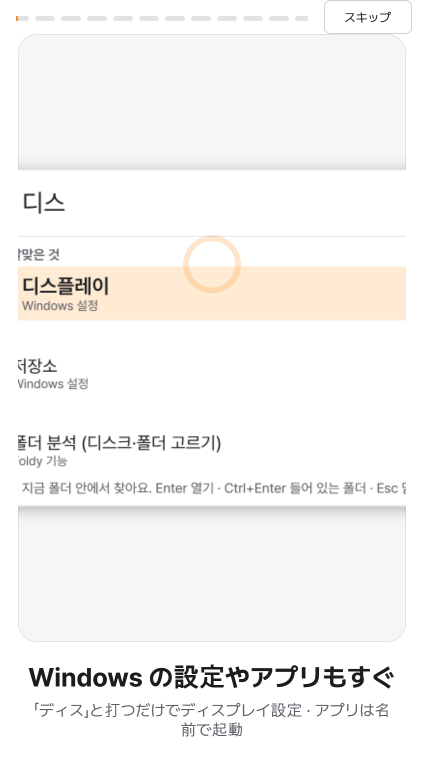 スキップ
디스
맞은 것
디스플레이
Windows 설정
저장소
Windows 설정
폴더 분석 (디스크·폴더 고르기)
기능
지금 폴더 안에서 찾아요. Enter 열기 · Ctrl+Enter 들어 있는 폴더 · Esc
Windows の設定やアプリもすぐ
「ディス」と打つだけでディスプレイ設定 · アプリは名
前で起動